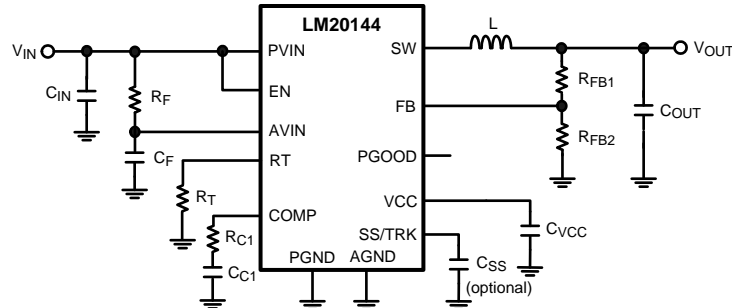 LM20144
VIN
PVIN
SW
L
VOUT
CIN
RF
EN
RFB1
FB
COUT
AVIN
RFB2
CF
RT
PGOOD
RT
VCC
COMP
RC1
SS/TRK
CVCC
CC1
PGND
AGND
CSS
(optional)